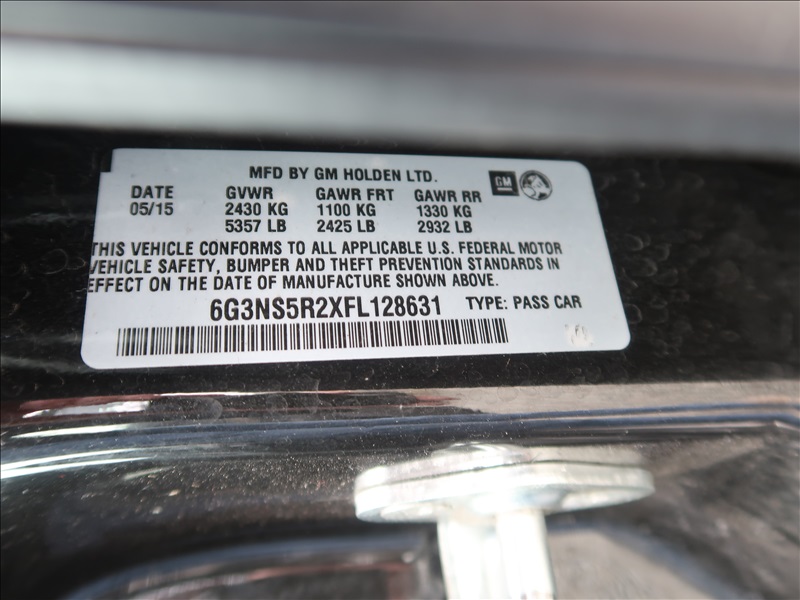 MFD BY GM HOLDEN LTD.
GM
DATE GVWR GAWR FRT GAWR RR
05/15 2430 KG 1100 KG 1330 KG
5357 LB 2425 LB 2932 LB
THIS VEHICLE CONFORMS TO ALL APPLICABLE U.S. FEDERAL MOTOR
VEHICLE SAFETY, BUMPER AND THEFT PREVENTION STANDARDS IN
EFFECT ON THE DATE OF MANUFACTURE SHOWN ABOVE.
6G3NS5R2XFL128631 TYPE: PASS CAR